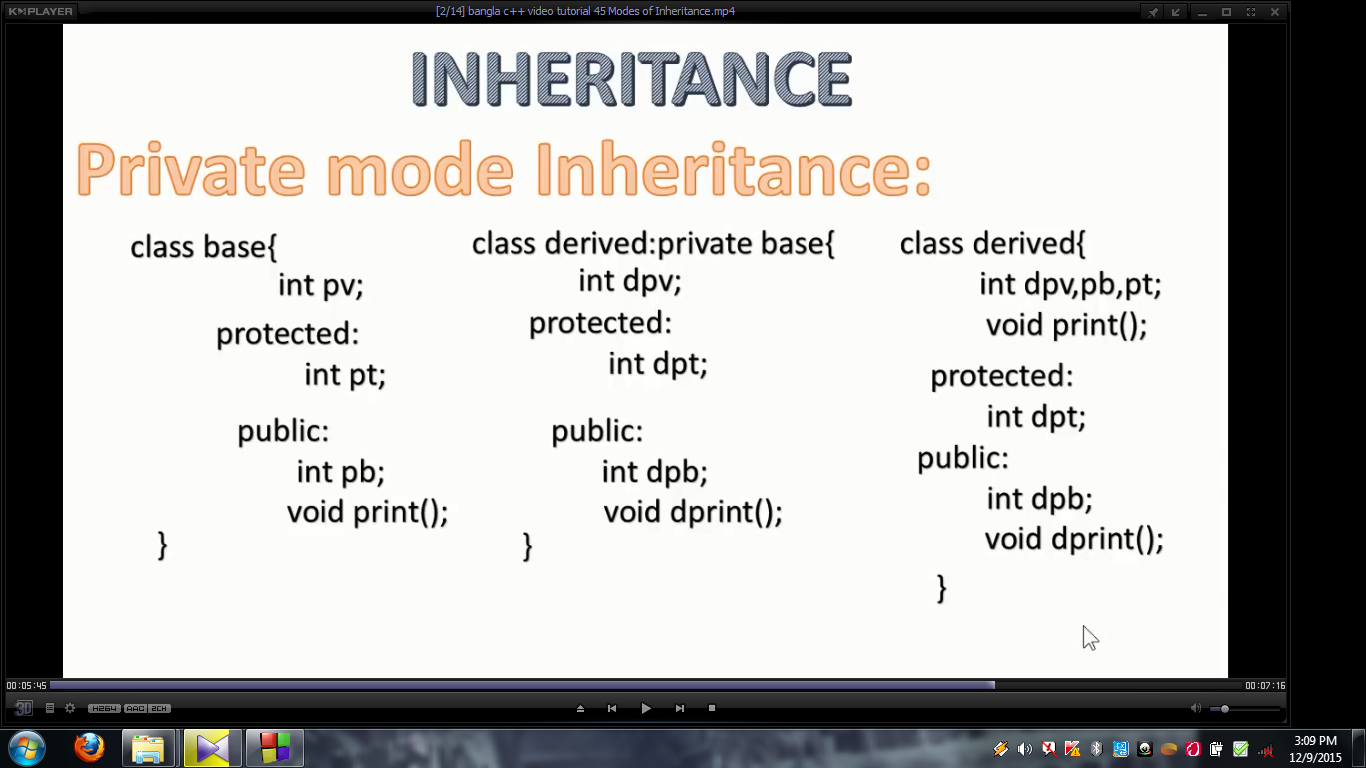 KMPLAYER
[2/14] bangla c++ video tutorial 45 Modes of Inheritance.mp4
INHERITANCE
Private mode Inheritance:
class base{
int pv;
protected:
int pt;
public:
int pb;
void print();
}
class derived:private base{
int dpv;
protected:
int dpt;
public:
int dpb;
void dprint();
}
class derived{
int dpv,pb,pt;
void print();
protected:
int dpt;
public:
int dpb;
void dprint();
}
00:05:45
00:07:16
3D
H264 AAC 2CH
3:09 PM
12/9/2015